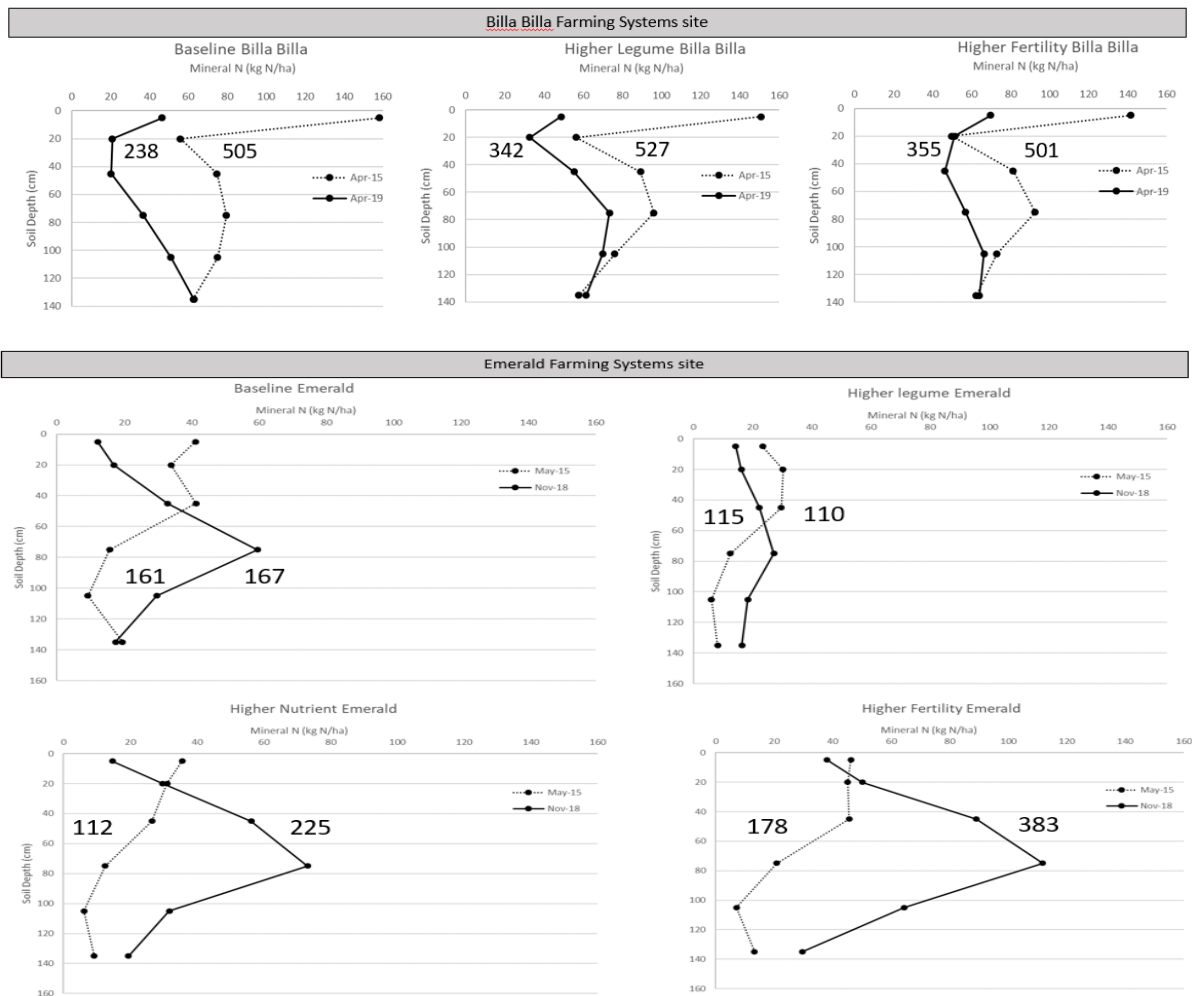 Billa Billa Farming Systems site
Baseline Billa Billa
Mineral N (kg N/ha)
0 20 40 60 80 100 120 140 160
0
20
40
60
80
100
120
140
Soil Depth (cm)
238
505
Apr-15
Apr-19
Higher Legume Billa Billa
Mineral N (kg N/ha)
0 20 40 60 80 100 120 140 160
0
20
40
60
80
100
120
140
Soil Depth (cm)
342
527
Apr-15
Apr-19
Higher Fertility Billa Billa
Mineral N (kg N/ha)
0 20 40 60 80 100 120 140 160
0
20
40
60
80
100
120
140
Soil Depth (cm)
355
501
Apr-15
Apr-19
Emerald Farming Systems site
Baseline Emerald
Mineral N (kg N/ha)
0 20 40 60 80 100 120 140 160
0
20
40
60
80
100
120
140
160
Soil Depth (cm)
May-15
Nov-18
161
167
Higher legume Emerald
Mineral N (kg N/ha)
0 20 40 60 80 100 120 140 160
0
20
40
60
80
100
120
140
160
Soil Depth (cm)
May-15
Nov-18
115
110
Higher Nutrient Emerald
Mineral N (kg N/ha)
0 20 40 60 80 100 120 140 160
0
20
40
60
80
100
120
140
160
Soil Depth (cm)
May-15
Nov-18
112
225
Higher Fertility Emerald
Mineral N (kg N/ha)
0 20 40 60 80 100 120 140 160
0
20
40
60
80
100
120
140
160
May-15
Nov-18
178
383